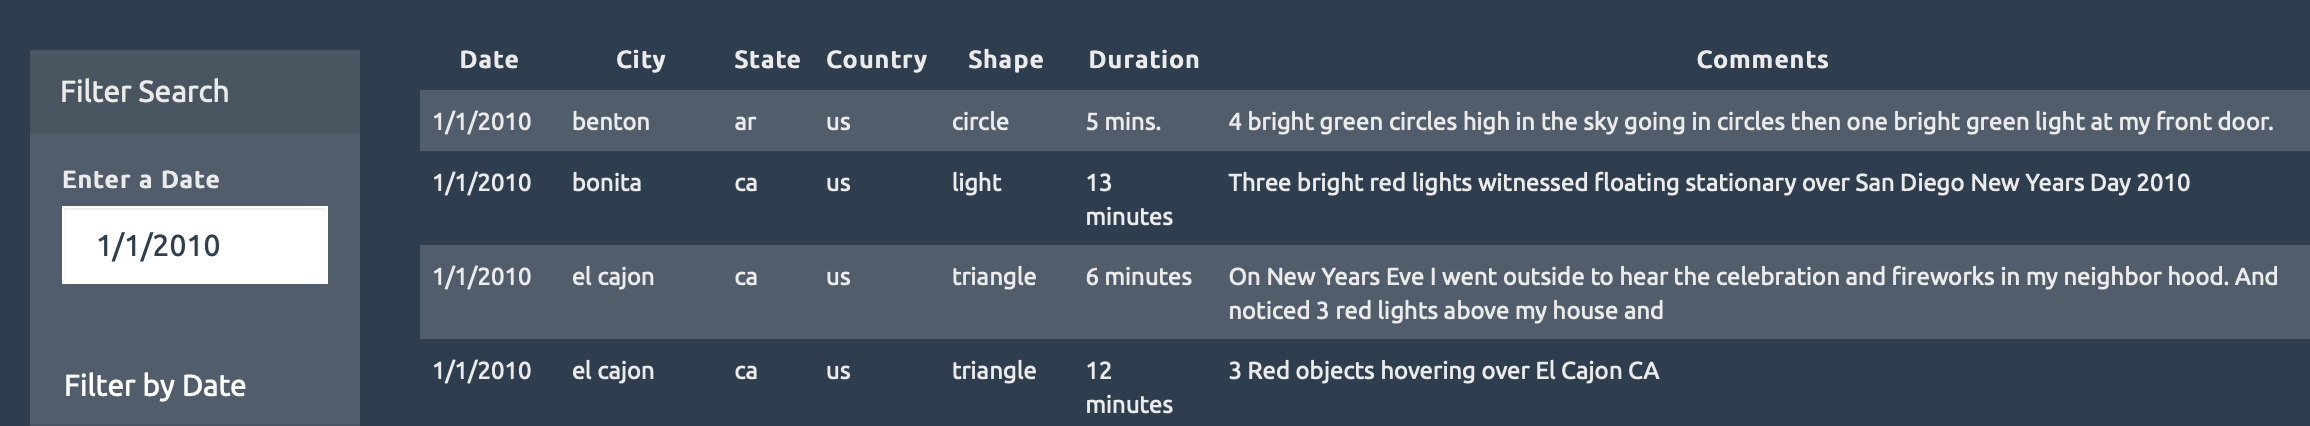 Filter Search
Enter a Date
1/1/2010
Filter by Date
Date City State Country Shape Duration Comments
1/1/2010 benton ar us circle 5 mins. 4 bright green circles high in the sky going in circles then one bright green light at my front door.
1/1/2010 bonita ca us light 13 minutes Three bright red lights witnessed floating stationary over San Diego New Years Day 2010
1/1/2010 el cajon ca us triangle 6 minutes On New Years Eve I went outside to hear the celebration and fireworks in my neighbor hood. And
noticed 3 red lights above my house and
1/1/2010 el cajon ca us triangle 12 minutes 3 Red objects hovering over El Cajon CA